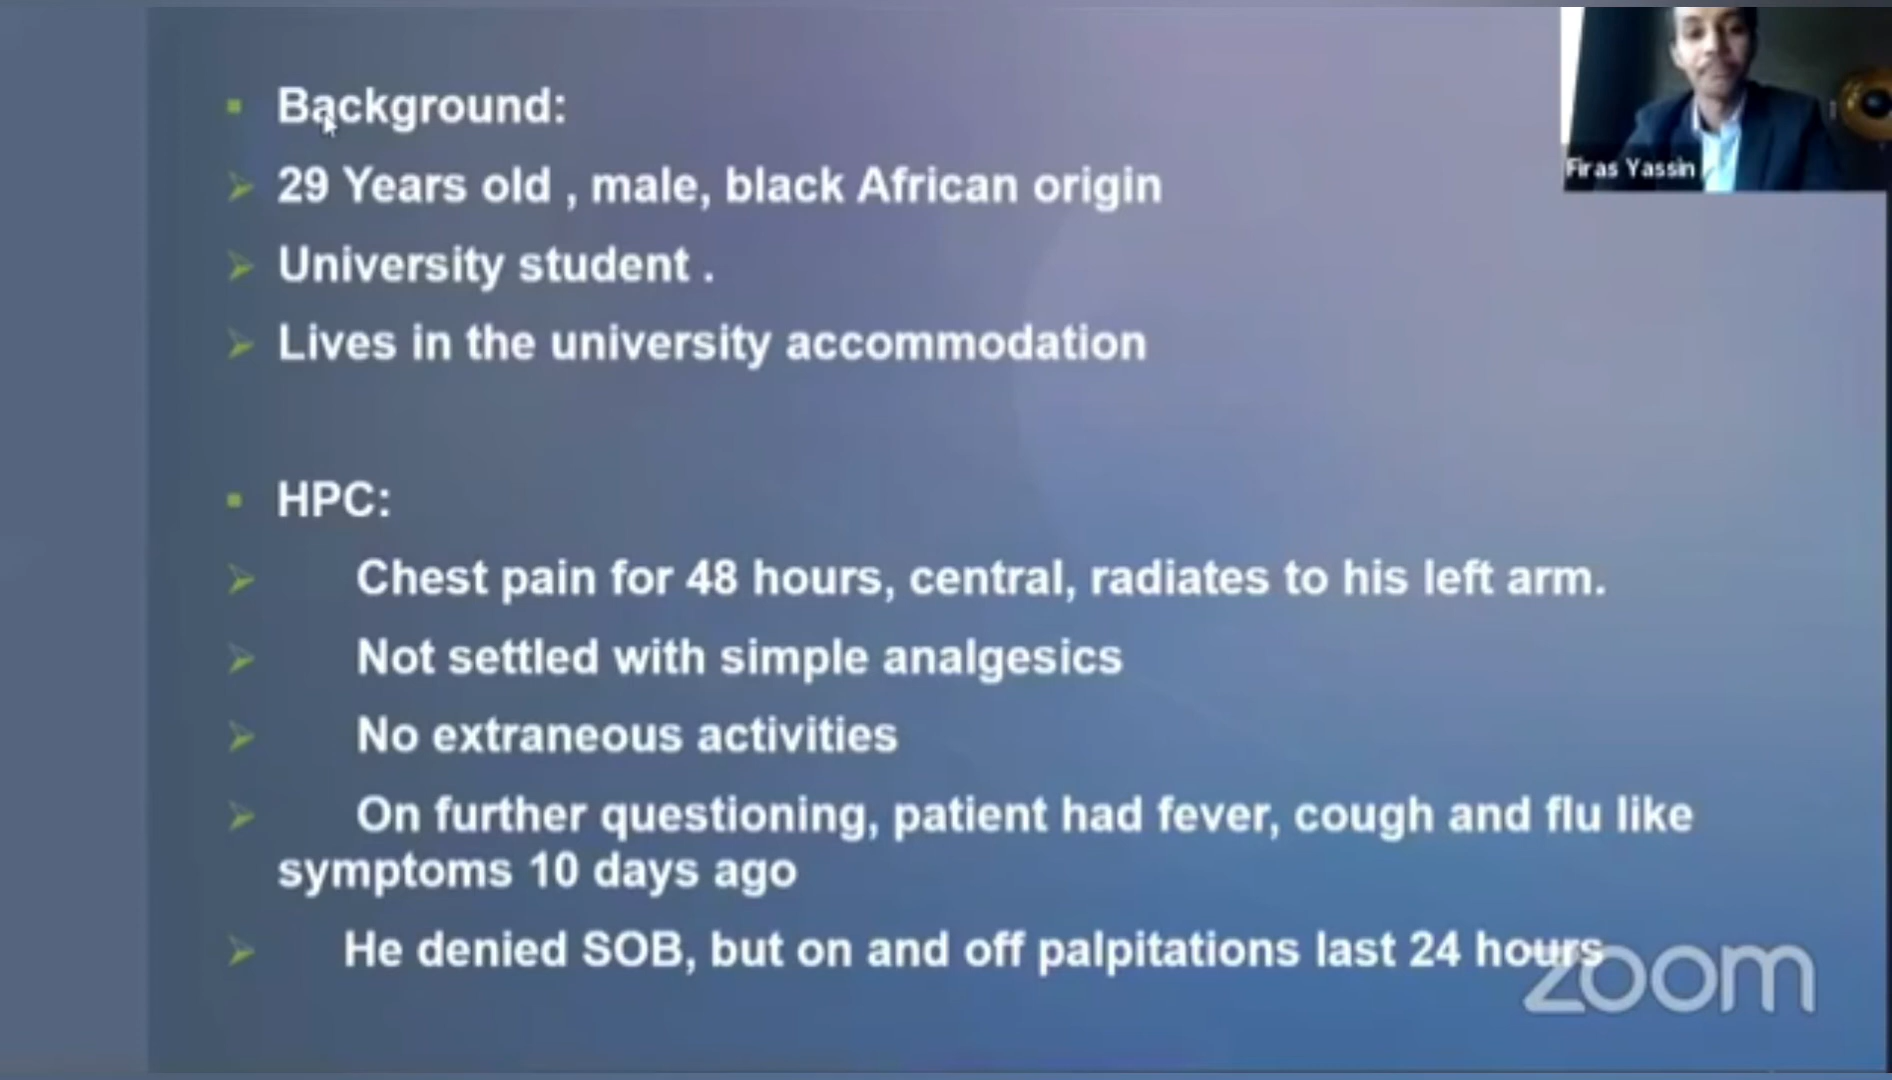 Background:
29 Years old , male, black African origin
University student .
Lives in the university accommodation
HPC:
Chest pain for 48 hours, central, radiates to his left arm.
Not settled with simple analgesics
No extraneous activities
On further questioning, patient had fever, cough and flu like
symptoms 10 days ago
He denied SOB, but on and off palpitations last 24 hours
Firas Yassin
zoom